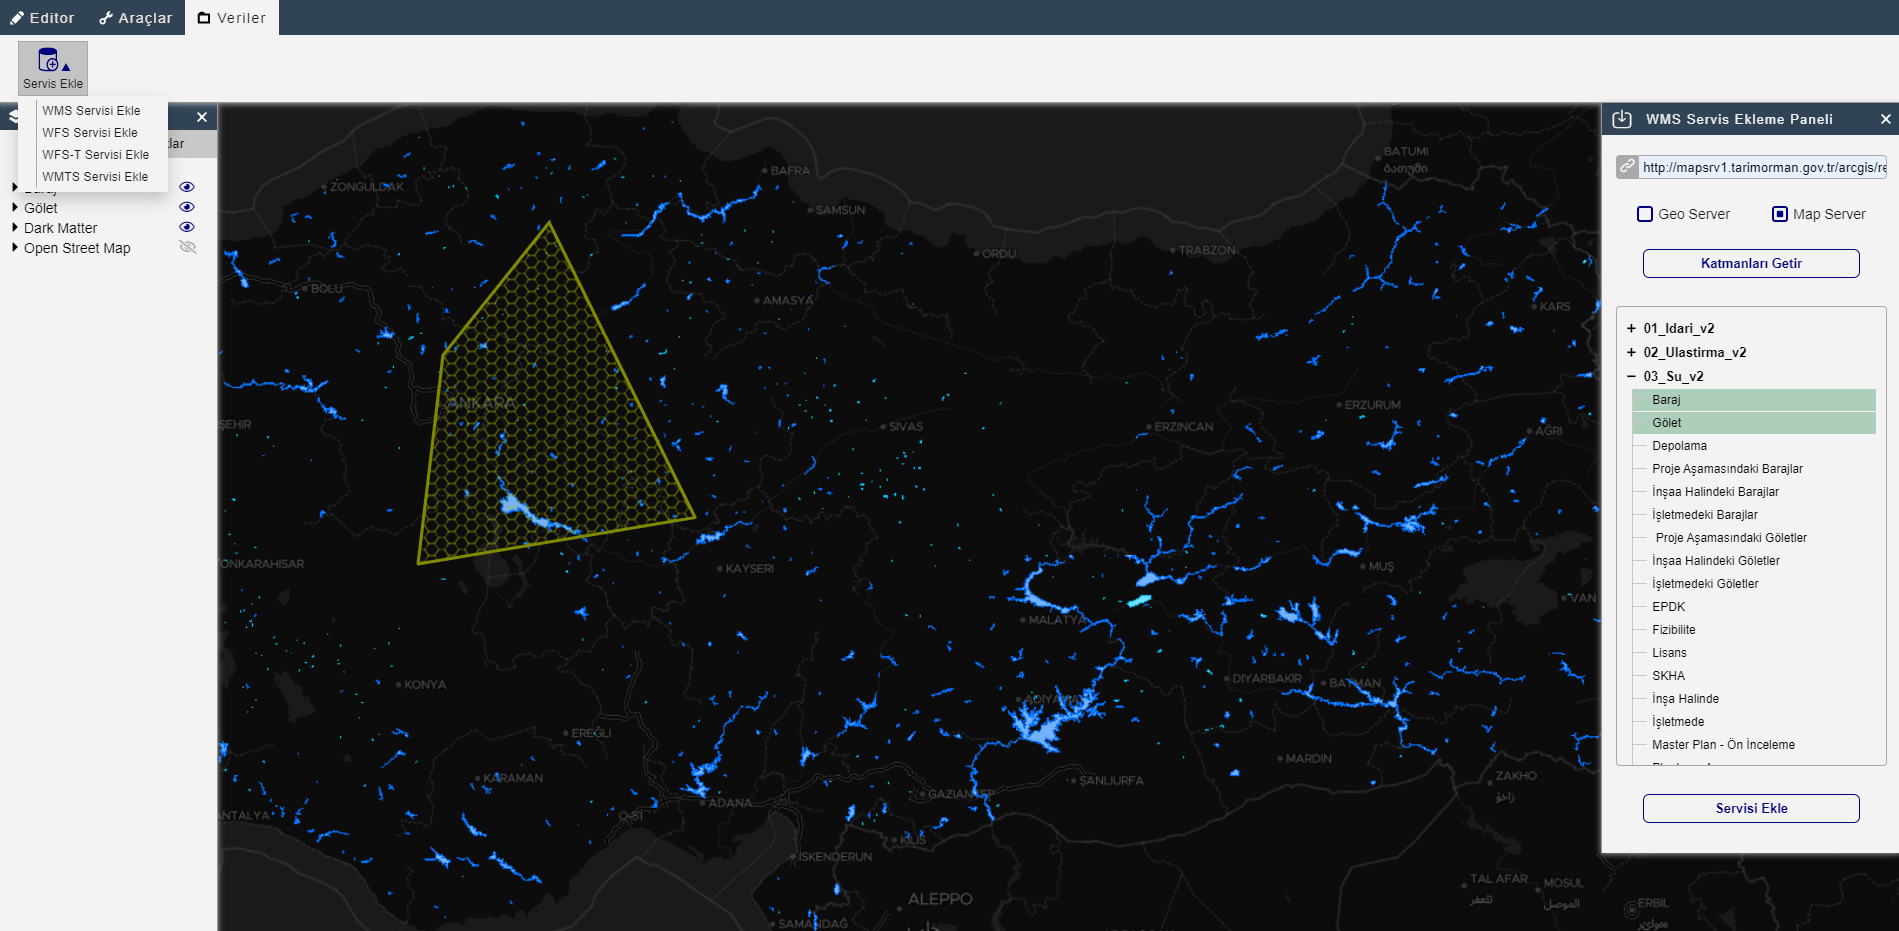 Editor
Araçlar
Veriler
Servis Ekle
WMS Servisi Ekle
WFS Servisi Ekle
WFS-T Servisi Ekle
WMTS Servisi Ekle
Gölet
Dark Matter
Open Street Map
ZONGULDAK
BAFRA
SAMSUN
BATUMI
ბათუმი
ORDU
TRABZON
BOLU
AMASYA
KARS
ANKARA
ERZURUM
ŞEHIR
SIVAS
ERZINCAN
AĞRI
YONKARAHISAR
KAYSERI
MUŞ
VAN
MALATYA
KONYA
DIYARBAKIR
BATMAN
ADIYAMAN
EREGLI
KARAMAN
MARDIN
ŞANLIURFA
ZAKHO
زاخۆ
GAZIANTEP
ADANA
ANTALYA
O-51
KILIS
İSKENDERUN
ALEPPO
حلب
TAL AFAR
تلعفر
MOSUL
الموصل
ERBIL
SAMANDAĞ
WMS Servis Ekleme Paneli
http://mapsrv1.tarimorman.gov.tr/arcgis/re
Geo Server
Map Server
Katmanları Getir
+ 01_Idari_v2
+ 02_Ulastirma_v2
− 03_Su_v2
Baraj
Gölet
Depolama
Proje Aşamasındaki Barajlar
İnşaa Halindeki Barajlar
İşletmedeki Barajlar
Proje Aşamasındaki Göletler
İnşaa Halindeki Göletler
İşletmedeki Göletler
EPDK
Fizibilite
Lisans
SKHA
İnşa Halinde
İşletmede
Master Plan - Ön İnceleme
Servisi Ekle